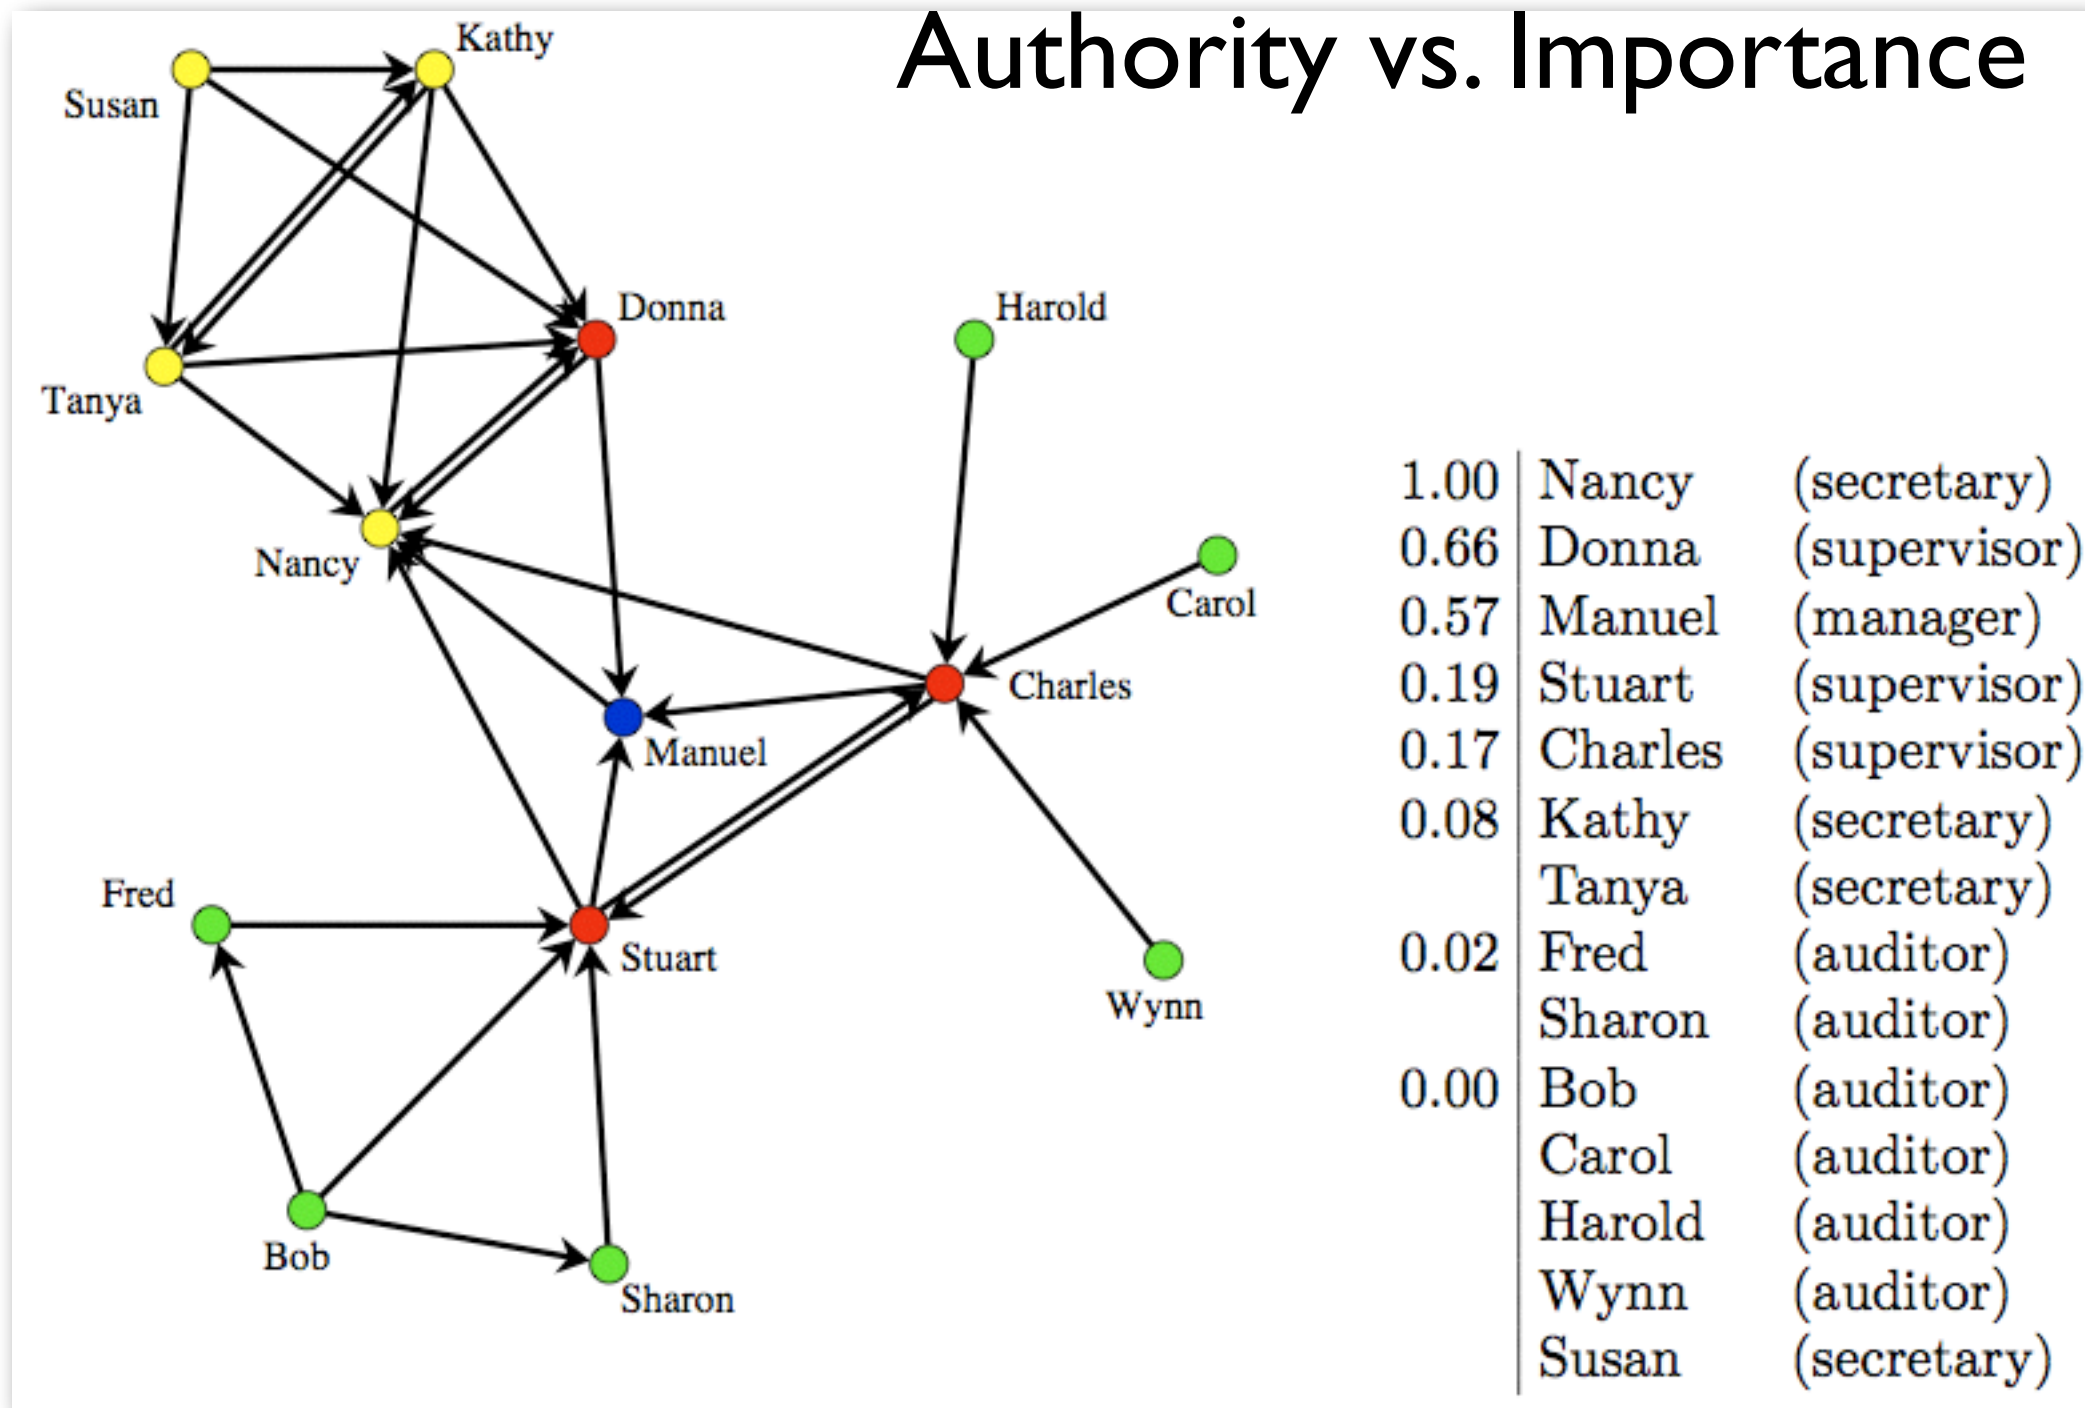 Authority vs. Importance
Kathy
Susan
Donna
Harold
Tanya
Nancy
Carol
Charles
Manuel
Fred
Stuart
Wynn
Bob
Sharon
1.00 Nancy (secretary)
0.66 Donna (supervisor)
0.57 Manuel (manager)
0.19 Stuart (supervisor)
0.17 Charles (supervisor)
0.08 Kathy (secretary)
Tanya (secretary)
0.02 Fred (auditor)
Sharon (auditor)
0.00 Bob (auditor)
Carol (auditor)
Harold (auditor)
Wynn (auditor)
Susan (secretary)